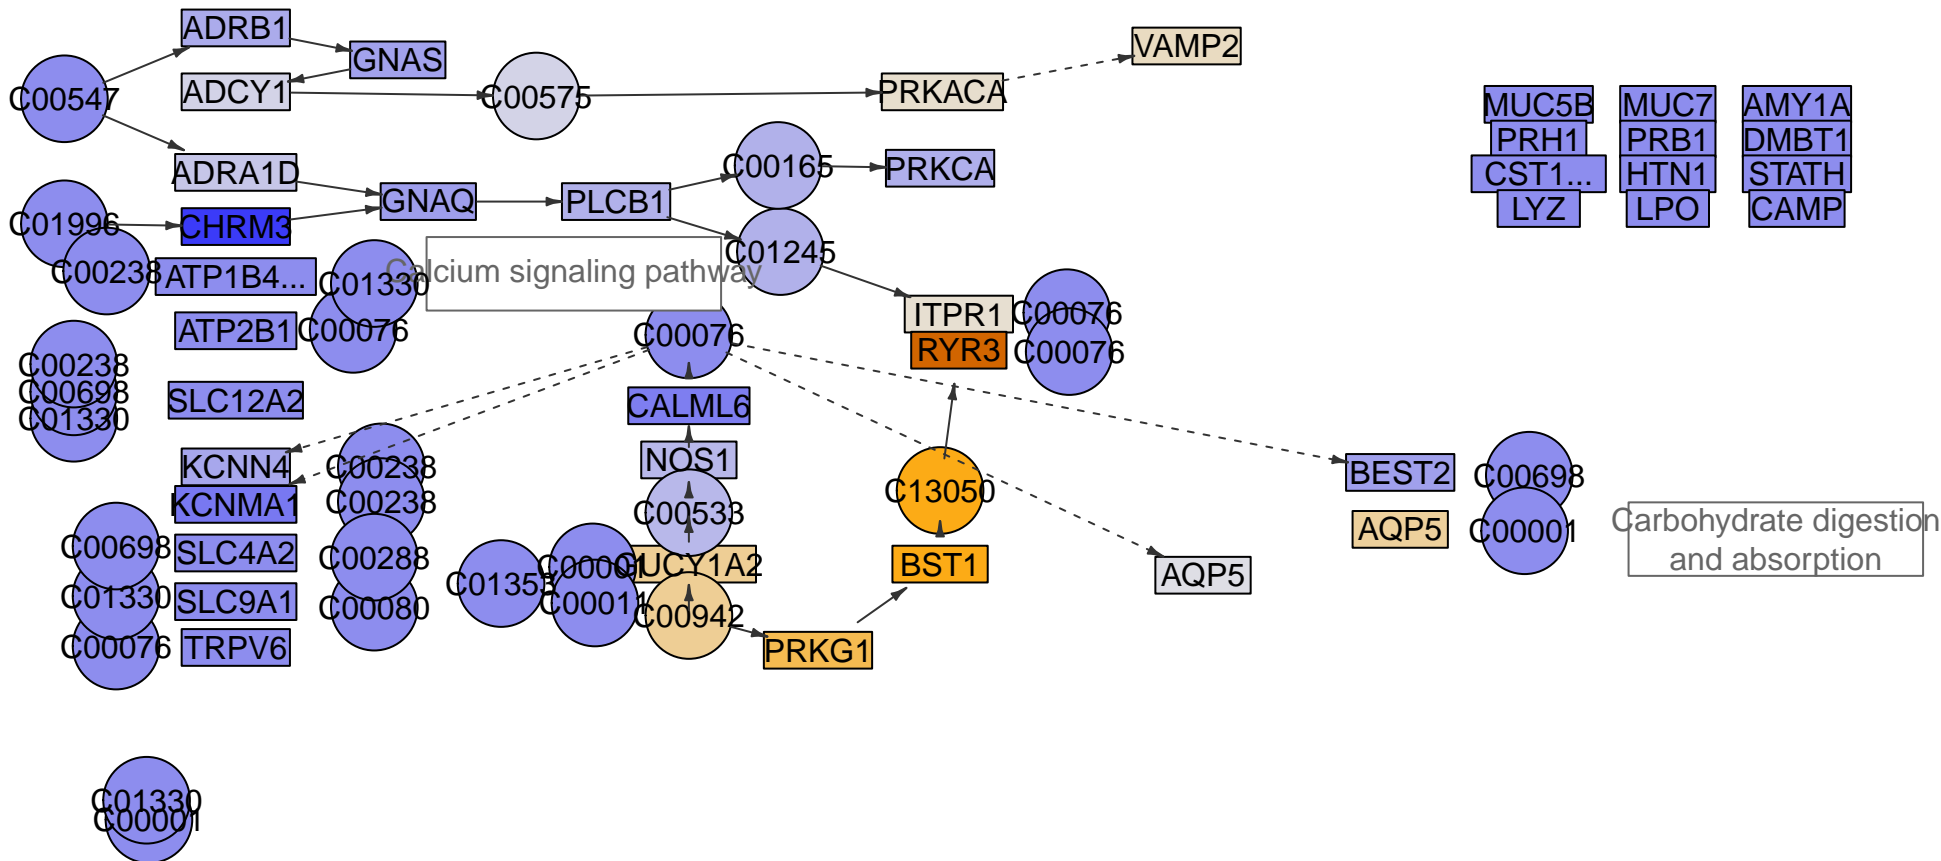 ADRB1
GNAS
VAMP2
C00547
ADCY1
C00575
PRKACA
MUC5B
MUC7
AMY1A
PRH1
PRB1
DMBT1
ADRA1D
C00165
PRKCA
CST1...
HTN1
STATH
GNAQ
PLCB1
LYZ
LPO
CAMP
C01996
CHRM3
C01245
C00238
ATP1B4...
C01330
Calcium signaling pathway
ATP2B1
C00076
C00076
ITPR1
C00076
RYR3
C00076
C00238
C00698
C01330
SLC12A2
CALML6
KCNN4
C00238
NOS1
BEST2
C00698
KCNMA1
C00238
C00533
C13050
AQP5
C00001
Carbohydrate digestion
and absorption
C00698
SLC4A2
C00288
C01353
C00001
GUCY1A2
BST1
AQP5
C01330
SLC9A1
C00080
C00011
C00942
C00076
TRPV6
PRKG1
C01330
C00001